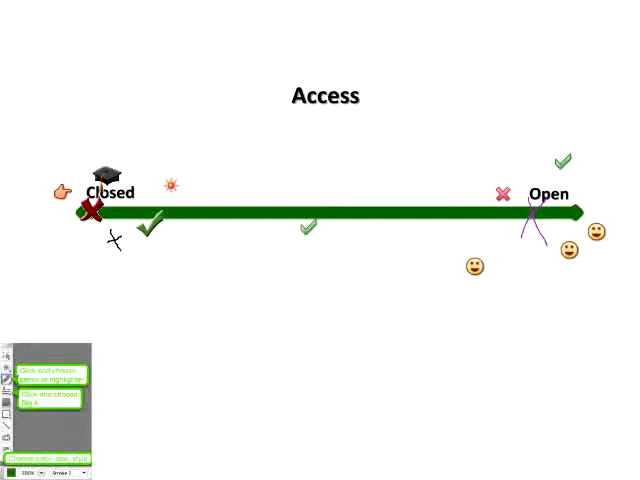 Access
Closed
Open
Click and choose
pencil or highlighter
Click and choose
Big A
Choose color, size, style